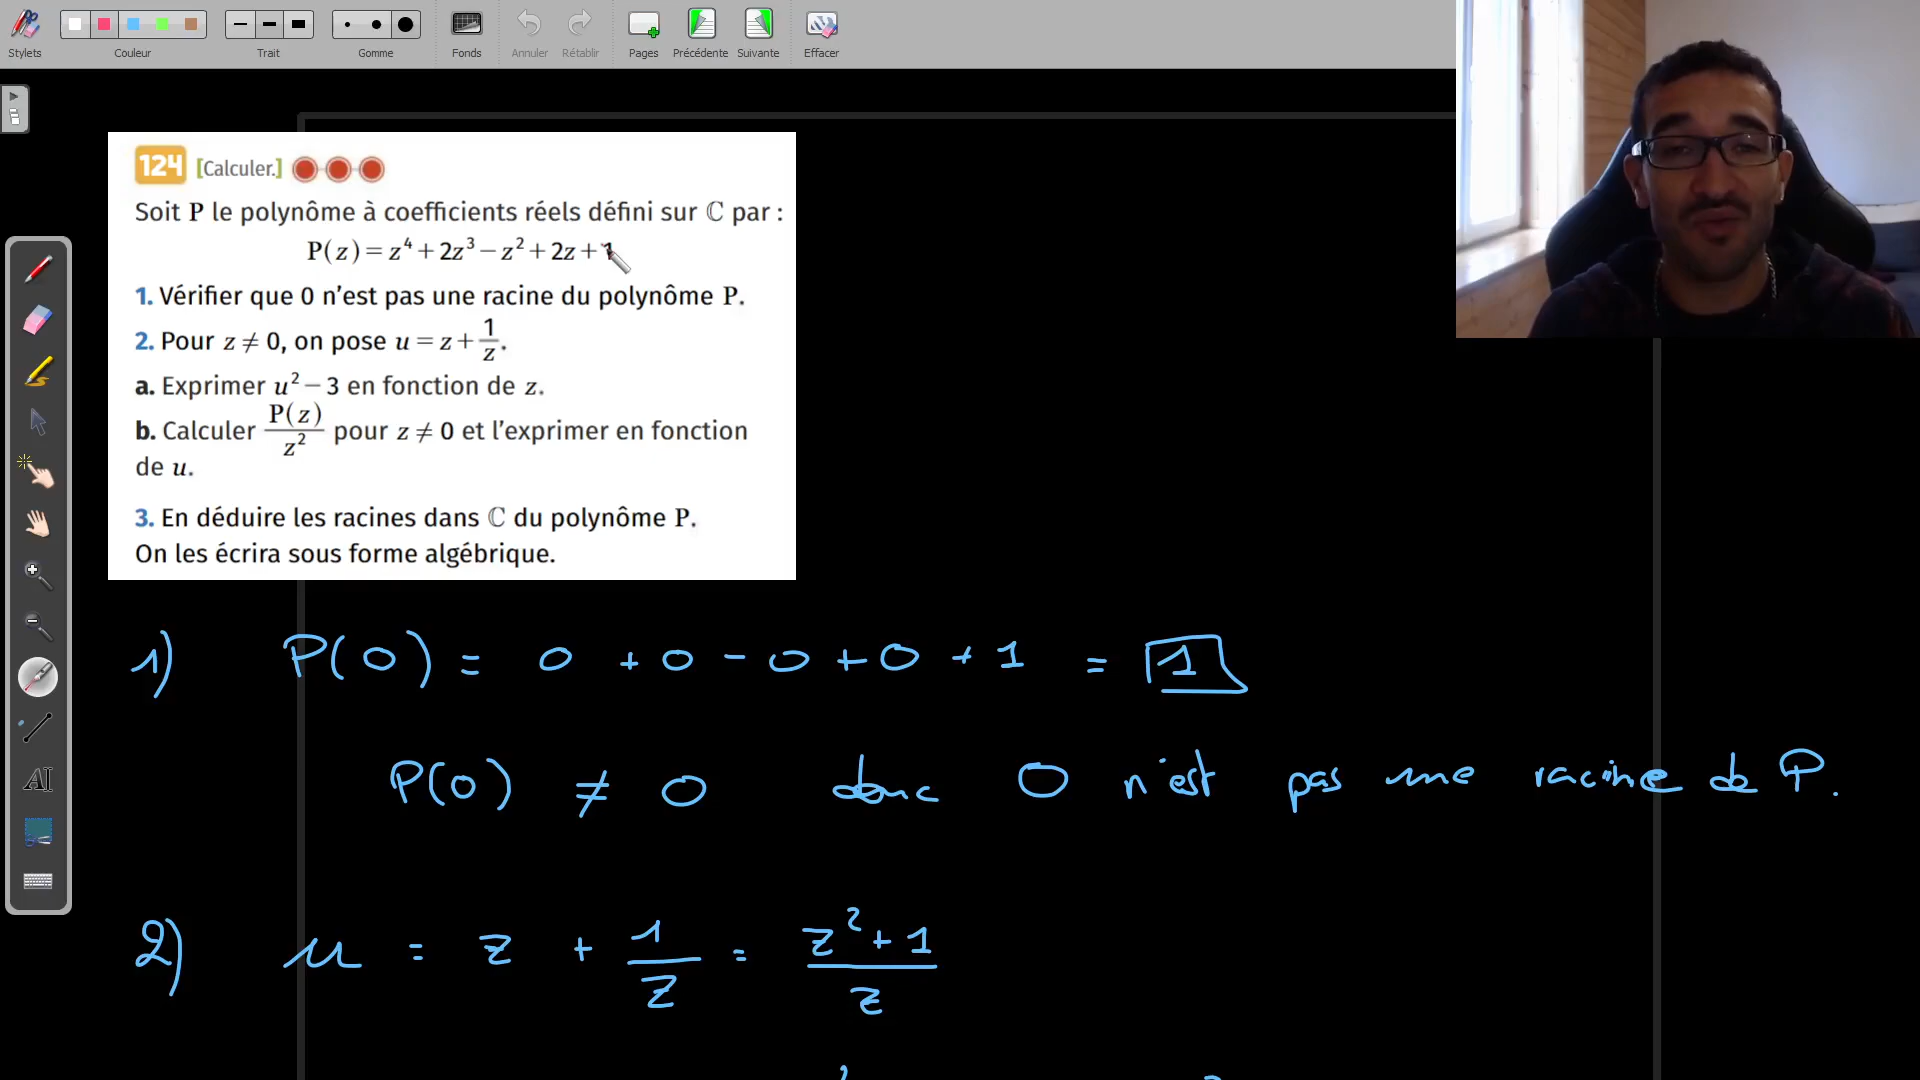 Stylets Couleur Trait Gomme Fonds Annuler Rétablir Pages Précédente Suivante Effacer
124 [Calculer.]
Soit P le polynôme à coefficients réels défini sur ℂ par :
P(z) = z⁴ + 2z³ − z² + 2z + 1
1. Vérifier que 0 n'est pas une racine du polynôme P.
2. Pour z ≠ 0, on pose u = z + 1/z.
a. Exprimer u² − 3 en fonction de z.
b. Calculer P(z)/z² pour z ≠ 0 et l'exprimer en fonction
de u.
3. En déduire les racines dans ℂ du polynôme P.
On les écrira sous forme algébrique.
AI
1) P(0) = 0 + 0 - 0 + 0 + 1 = 1
P(0) ≠ 0 donc 0 n'est pas une racine de P.
2) u = z + 1/z = z² + 1/z